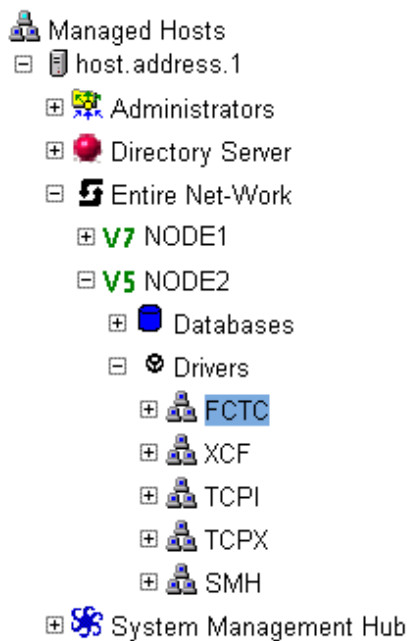 Managed Hosts
host.address.1
Administrators
Directory Server
Entire Net-Work
V7 NODE1
V5 NODE2
Databases
Drivers
FCTC
XCF
TCPI
TCPX
SMH
System Management Hub